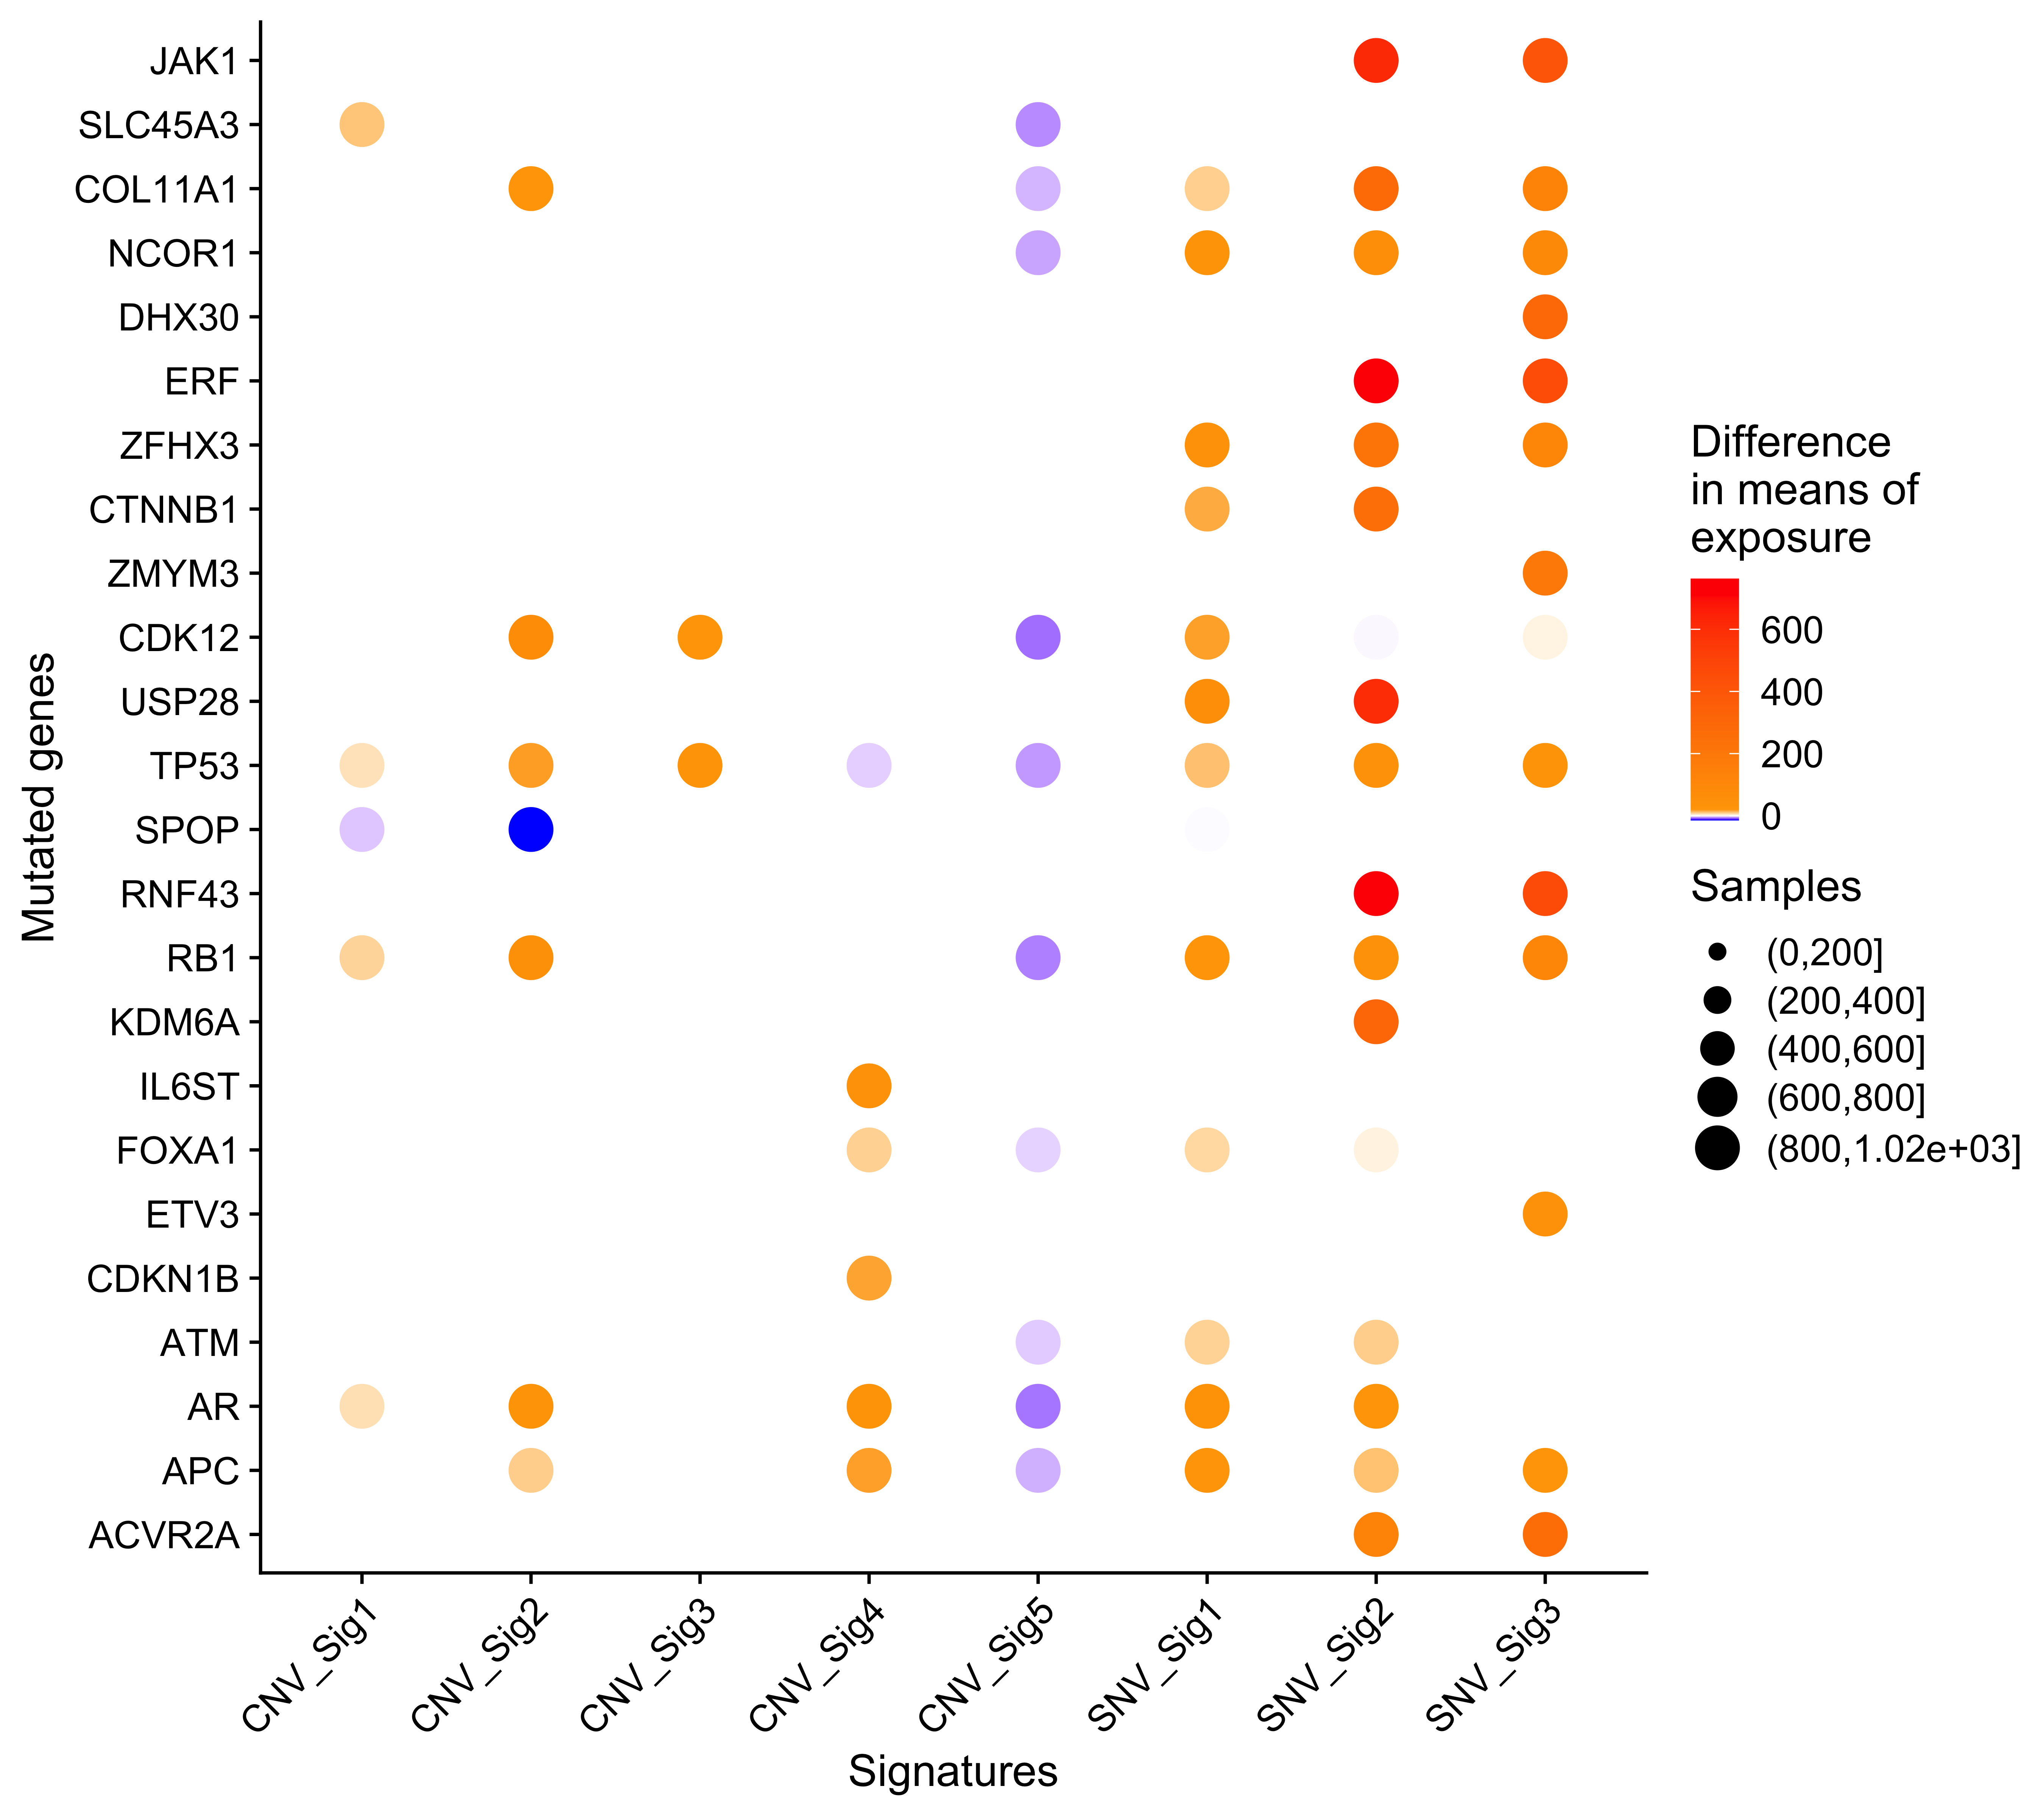 Mutated genes
JAK1
SLC45A3
COL11A1
NCOR1
DHX30
ERF
ZFHX3
CTNNB1
ZMYM3
CDK12
USP28
TP53
SPOP
RNF43
RB1
KDM6A
IL6ST
FOXA1
ETV3
CDKN1B
ATM
AR
APC
ACVR2A
CNV_Sig1
CNV_Sig2
CNV_Sig3
CNV_Sig4
CNV_Sig5
SNV_Sig1
SNV_Sig2
SNV_Sig3
Signatures
Difference
in means of
exposure
600
400
200
0
Samples
(0,200]
(200,400]
(400,600]
(600,800]
(800,1.02e+03]